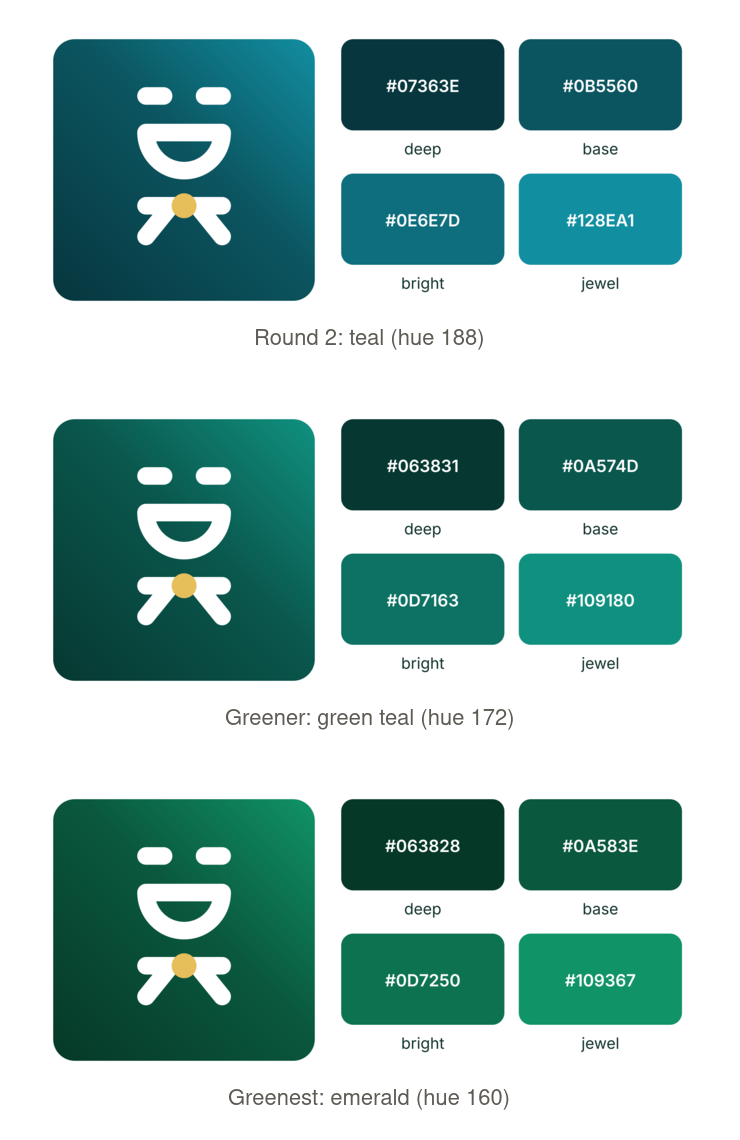 #07363E
#0B5560
deep
base
#0E6E7D
#128EA1
bright
jewel
Round 2: teal (hue 188)
#063831
#0A574D
deep
base
#0D7163
#109180
bright
jewel
Greener: green teal (hue 172)
#063828
#0A583E
deep
base
#0D7250
#109367
bright
jewel
Greenest: emerald (hue 160)